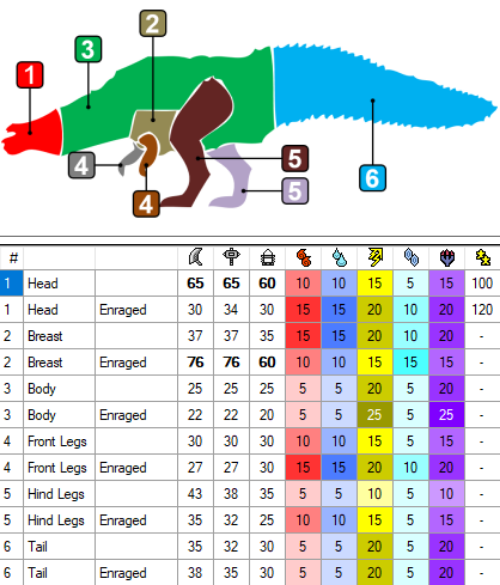 2
3
1
4
5
4
5
6
#
1 Head 65 65 60 10 10 15 5 15 100
1 Head Enraged 30 34 30 15 15 20 10 20 120
2 Breast 37 37 35 15 15 20 10 20 -
2 Breast Enraged 76 76 60 10 10 15 15 15 -
3 Body 25 25 25 5 5 20 5 20 -
3 Body Enraged 22 22 20 5 5 25 5 25 -
4 Front Legs 30 30 30 10 10 15 5 15 -
4 Front Legs Enraged 27 27 30 15 15 20 10 20 -
5 Hind Legs 43 38 35 5 5 10 5 10 -
5 Hind Legs Enraged 35 32 25 10 10 15 5 15 -
6 Tail 35 32 30 5 5 20 5 20 -
6 Tail Enraged 38 35 30 5 5 20 5 20 -